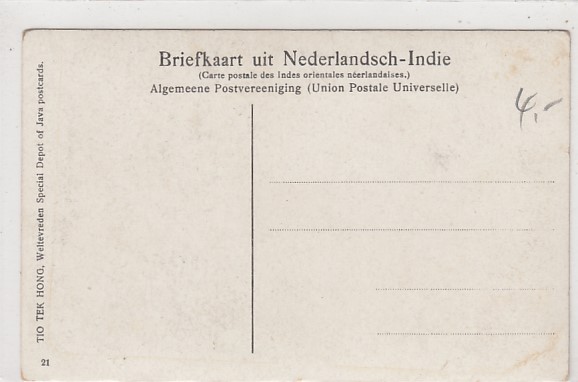 Briefkaart uit Nederlandsch-Indie
(Carte postale des Indes orientales néerlandaises.)
Algemeene Postvereeniging (Union Postale Universelle)
4,-
TIO TEK HONG, Weltevreden Special Depot of Java postcards.
21